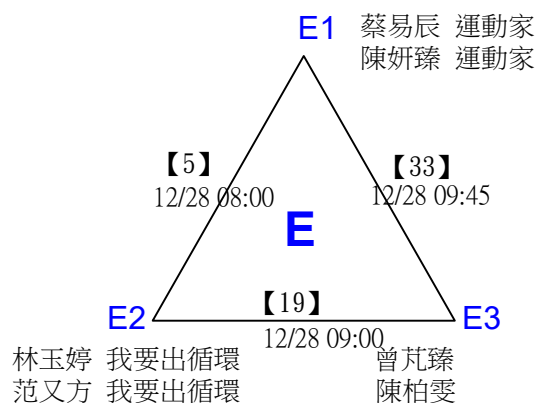 E1 蔡易辰 運動家
陳妍臻 運動家
【5】
12/28 08:00
【33】
12/28 09:45
E
【19】
12/28 09:00
E2
E3
林玉婷 我要出循環
范又方 我要出循環
曾芃臻
陳柏雯